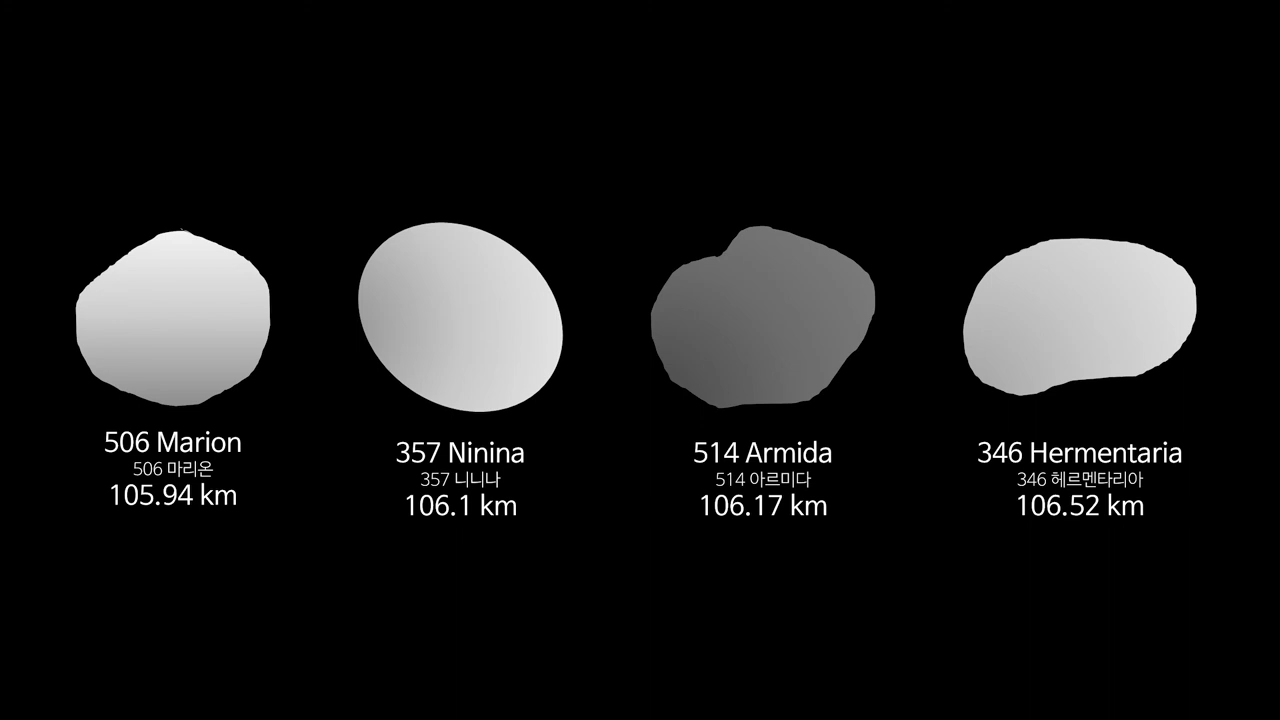 506 Marion
506 마리온
105.94 km
357 Ninina
357 니니나
106.1 km
514 Armida
514 아르미다
106.17 km
346 Hermentaria
346 헤르멘타리아
106.52 km